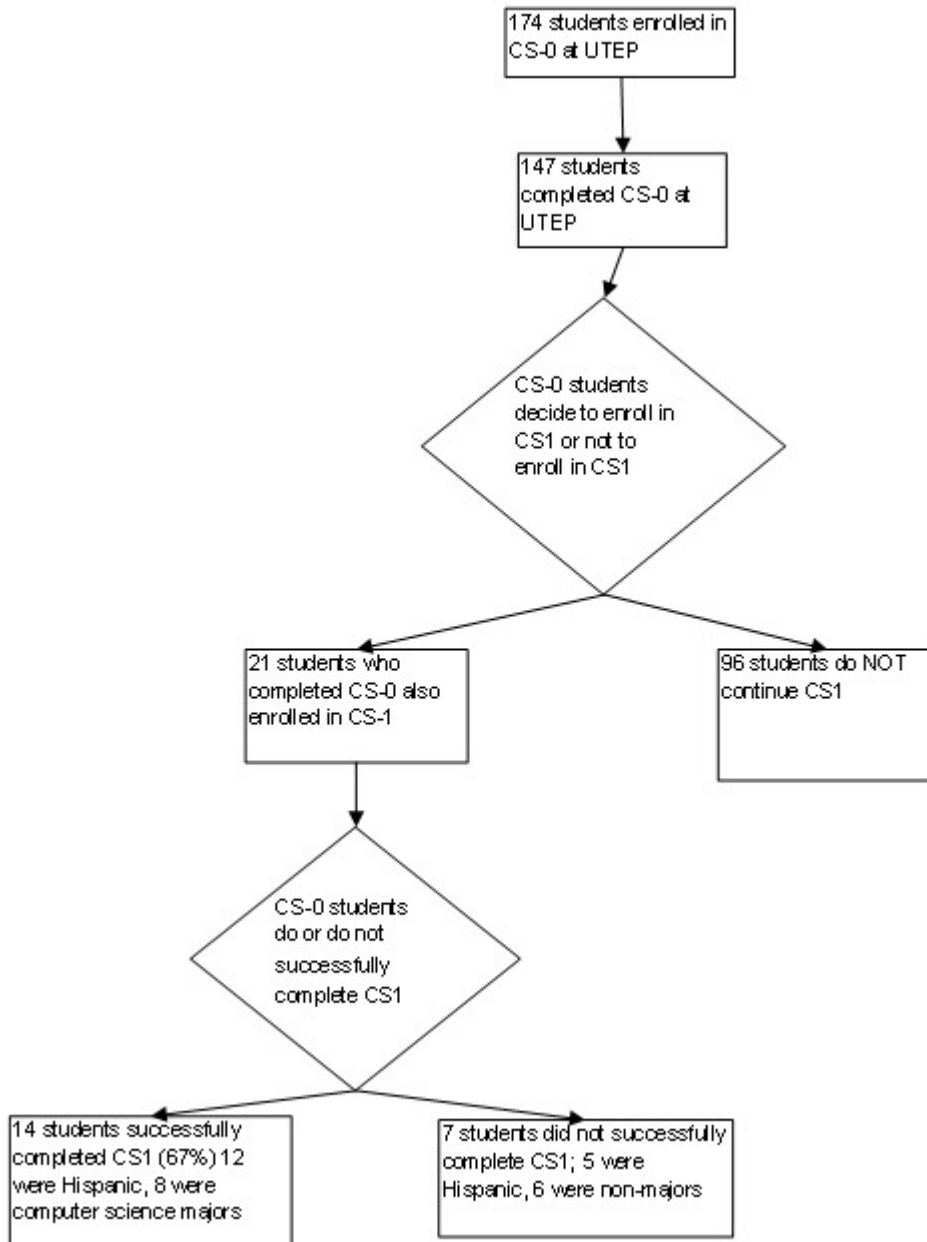 174 students enrolled in
CS-0 at UTEP
147 students
completed CS-0 at
UTEP
CS-0 students
decide to enroll in
CS1 or not to
enroll in CS1
21 students who
completed CS-0 also
enrolled in CS-1
96 students do NOT
continue CS1
CS-0 students
do or do not
successfully
complete CS1
14 students successfully
completed CS1 (67%) 12
were Hispanic, 8 were
computer science majors
7 students did not successfully
complete CS1; 5 were
Hispanic, 6 were non-majors